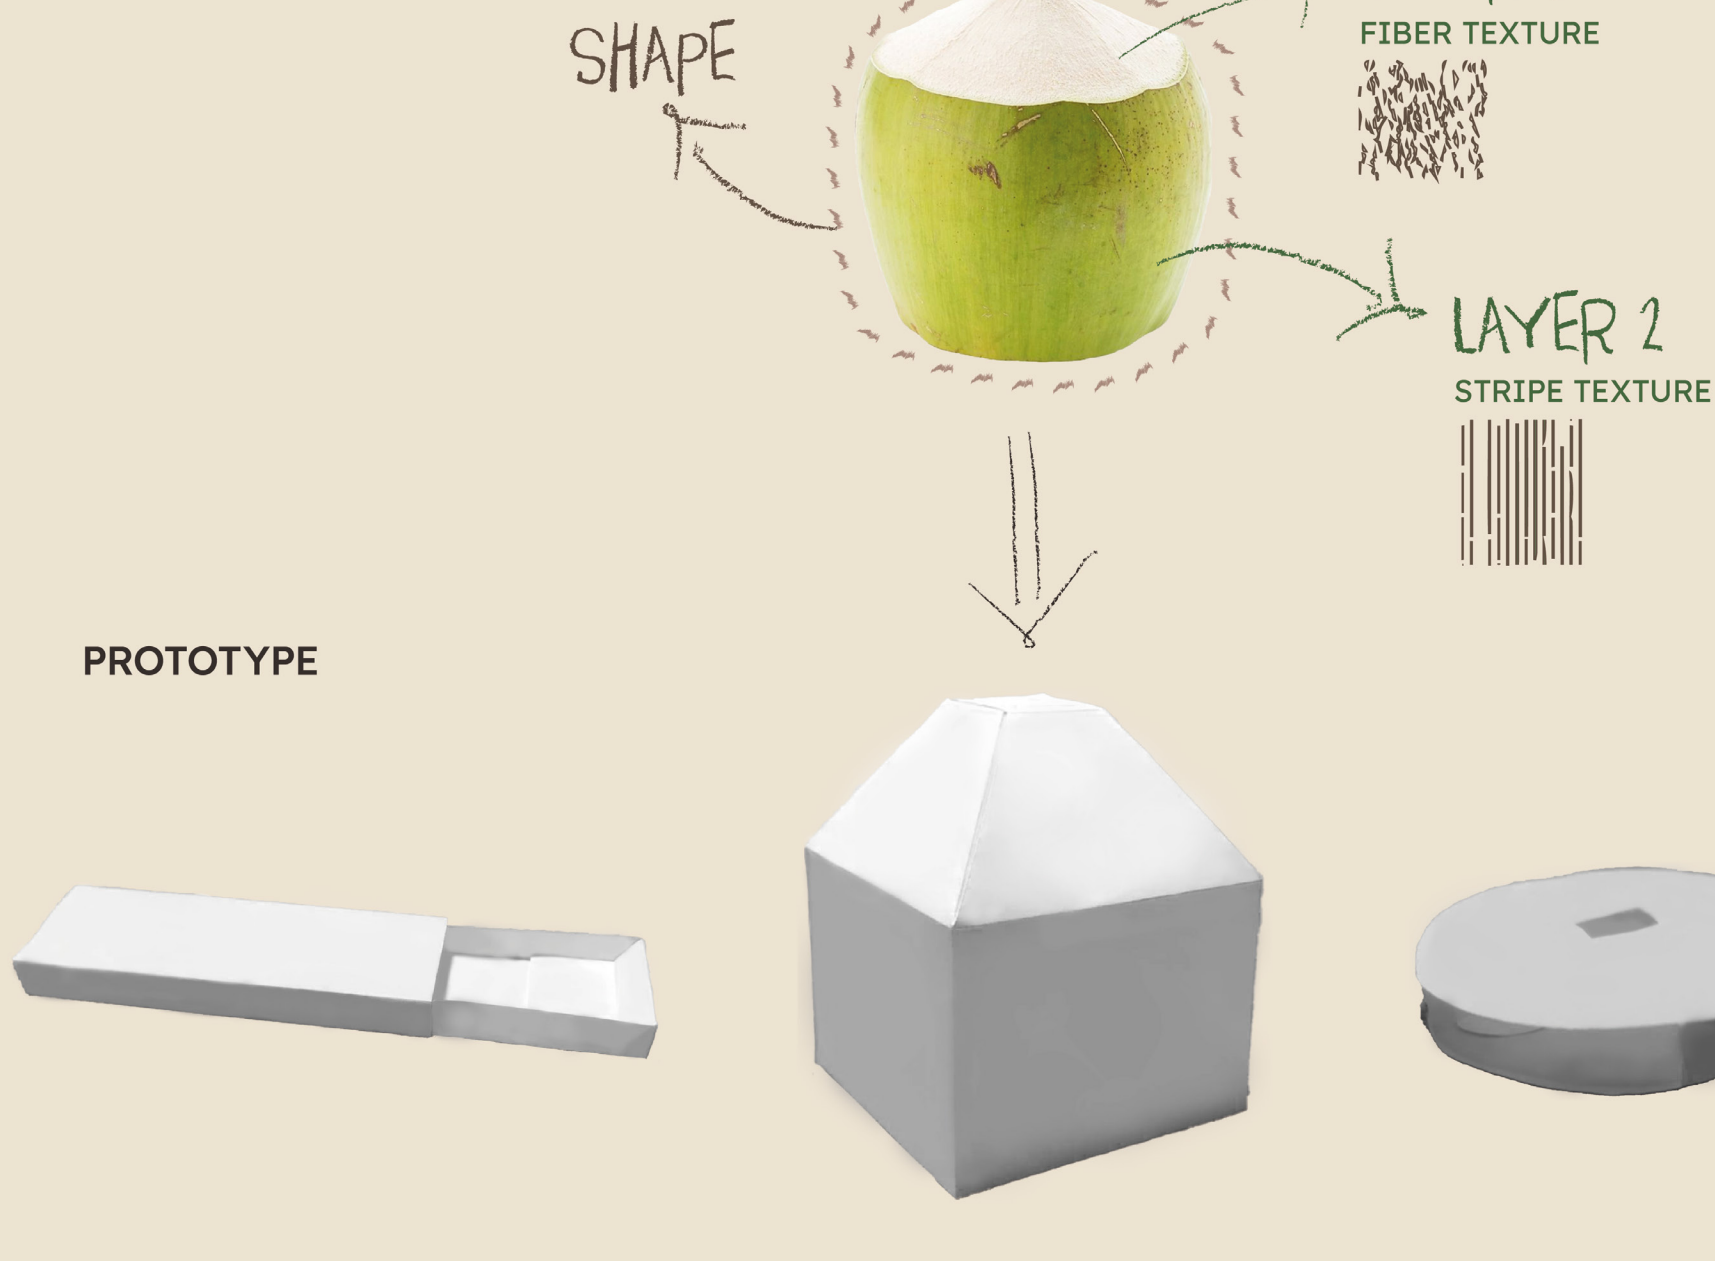 SHAPE
FIBER TEXTURE
LAYER 2
STRIPE TEXTURE
PROTOTYPE